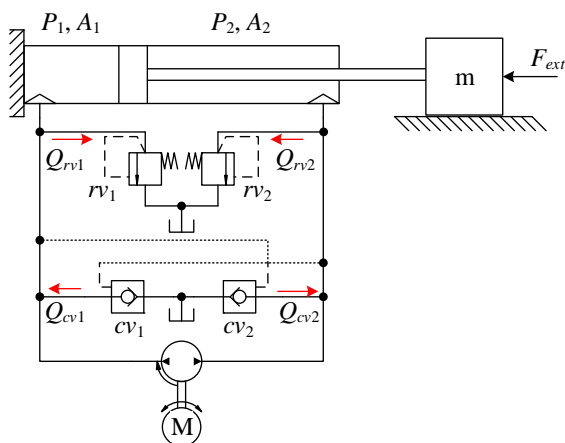 P1, A1 P2, A2
m
Fext
Qrv1 Qrv2
rv1 rv2
Qcv1 Qcv2
cv1 cv2
M